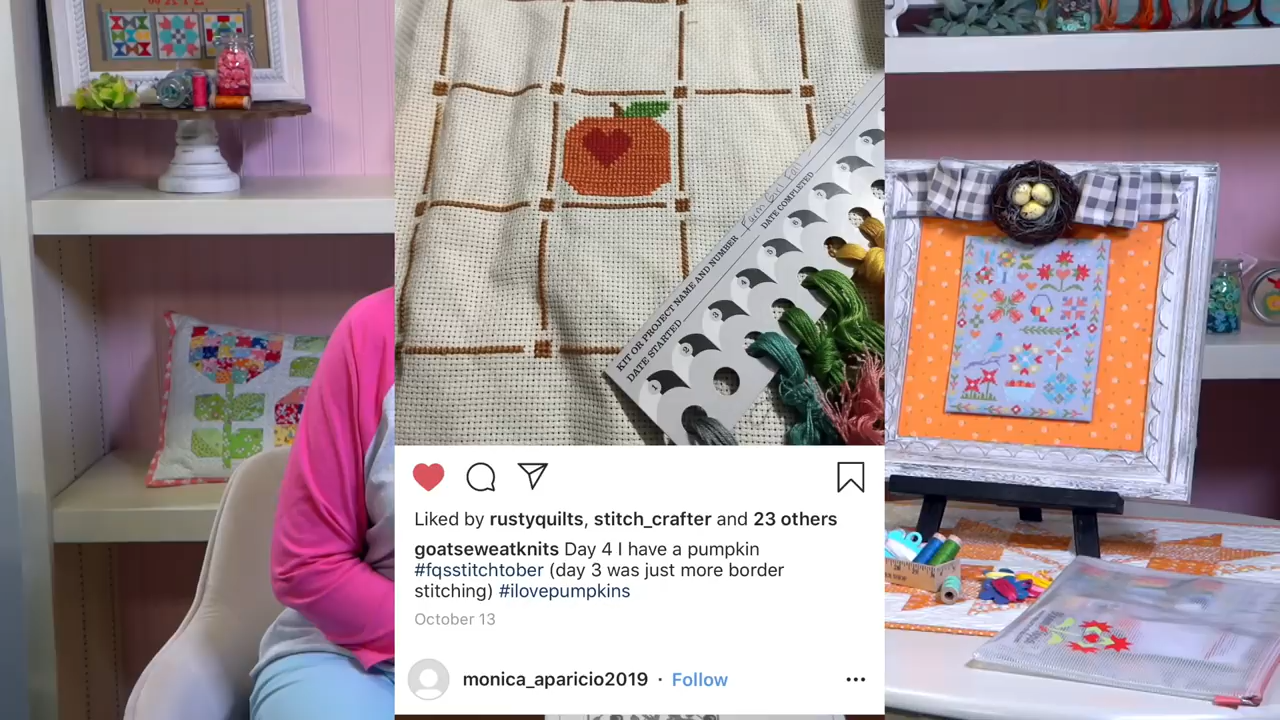 KIT OR PROJECT NAME AND NUMBER
DATE STARTED
DATE COMPLETED
Liked by rustyquilts, stitch_crafter and 23 others
goatseweatknits Day 4 I have a pumpkin
#fqsstitchtober (day 3 was just more border
stitching) #ilovepumpkins
October 13
monica_aparicio2019 · Follow